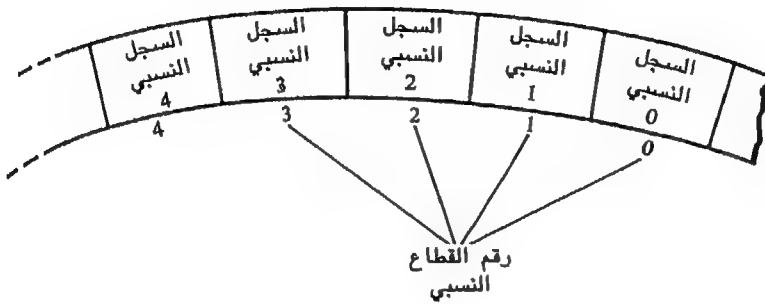 السجل النسبي 0
السجل النسبي 1
السجل النسبي 2
السجل النسبي 3
السجل النسبي 4
0
1
2
3
4
رقم القطاع
النسبي